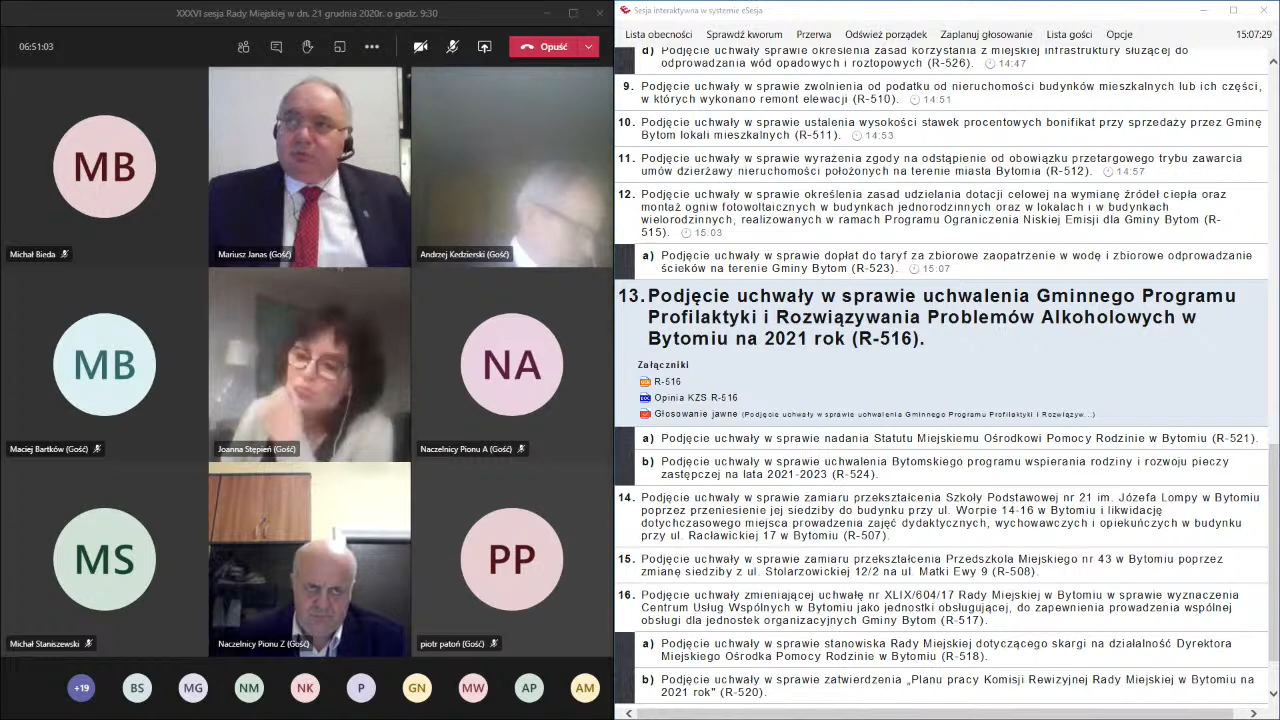 XXXVI sesja Rady Miejskiej w dn. 21 grudnia 2020r. o godz. 9:30
06:51:03
Opuść
MB
Michał Bieda
Mariusz Janas (Gość)
Andrzej Kedzierski (Gość)
MB
Maciej Bartków (Gość)
Joanna Stępień (Gość)
NA
Naczelnicy Pionu A (Gość)
MS
Michał Staniszewski
Naczelnicy Pionu Z (Gość)
PP
piotr patoń (Gość)
+19
BS
MG
NM
NK
P
GN
MW
AP
AM
Sesja interaktywna w systemie eSesja
Lista obecności Sprawdź kworum Przerwa Odśwież porządek Zaplanuj głosowanie Lista gości Opcje 15:07:29
d) Podjęcie uchwały w sprawie określenia zasad korzystania z miejskiej infrastruktury służącej do
odprowadzania wód opadowych i roztopowych (R-526). 14:47
9. Podjęcie uchwały w sprawie zwolnienia od podatku od nieruchomości budynków mieszkalnych lub ich części,
w których wykonano remont elewacji (R-510). 14:51
10. Podjęcie uchwały w sprawie ustalenia wysokości stawek procentowych bonifikat przy sprzedaży przez Gminę
Bytom lokali mieszkalnych (R-511). 14:53
11. Podjęcie uchwały w sprawie wyrażenia zgody na odstąpienie od obowiązku przetargowego trybu zawarcia
umów dzierżawy nieruchomości położonych na terenie miasta Bytomia (R-512). 14:57
12. Podjęcie uchwały w sprawie określenia zasad udzielania dotacji celowej na wymianę źródeł ciepła oraz
montaż ogniw fotowoltaicznych w budynkach jednorodzinnych oraz w lokalach i w budynkach
wielorodzinnych, realizowanych w ramach Programu Ograniczenia Niskiej Emisji dla Gminy Bytom (R-
515). 15:03
a) Podjęcie uchwały w sprawie dopłat do taryf za zbiorowe zaopatrzenie w wodę i zbiorowe odprowadzanie
ścieków na terenie Gminy Bytom (R-523). 15:07
13. Podjęcie uchwały w sprawie uchwalenia Gminnego Programu
Profilaktyki i Rozwiązywania Problemów Alkoholowych w
Bytomiu na 2021 rok (R-516).
Załączniki
R-516
Opinia KZS R-516
Głosowanie jawne (Podjęcie uchwały w sprawie uchwalenia Gminnego Programu Profilaktyki i Rozwiązyw...)
a) Podjęcie uchwały w sprawie nadania Statutu Miejskiemu Ośrodkowi Pomocy Rodzinie w Bytomiu (R-521).
b) Podjęcie uchwały w sprawie uchwalenia Bytomskiego programu wspierania rodziny i rozwoju pieczy
zastępczej na lata 2021-2023 (R-524).
14. Podjęcie uchwały w sprawie zamiaru przekształcenia Szkoły Podstawowej nr 21 im. Józefa Lompy w Bytomiu
poprzez przeniesienie jej siedziby do budynku przy ul. Worpie 14-16 w Bytomiu i likwidację
dotychczasowego miejsca prowadzenia zajęć dydaktycznych, wychowawczych i opiekuńczych w budynku
przy ul. Racławickiej 17 w Bytomiu (R-507).
15. Podjęcie uchwały w sprawie zamiaru przekształcenia Przedszkola Miejskiego nr 43 w Bytomiu poprzez
zmianę siedziby z ul. Stolarzowickiej 12/2 na ul. Matki Ewy 9 (R-508).
16. Podjęcie uchwały zmieniającej uchwałę nr XLIX/604/17 Rady Miejskiej w Bytomiu w sprawie wyznaczenia
Centrum Usług Wspólnych w Bytomiu jako jednostki obsługującej, do zapewnienia prowadzenia wspólnej
obsługi dla jednostek organizacyjnych Gminy Bytom (R-517).
a) Podjęcie uchwały w sprawie stanowiska Rady Miejskiej dotyczącego skargi na działalność Dyrektora
Miejskiego Ośrodka Pomocy Rodzinie w Bytomiu (R-518).
b) Podjęcie uchwały w sprawie zatwierdzenia „Planu pracy Komisji Rewizyjnej Rady Miejskiej w Bytomiu na
2021 rok" (R-520).